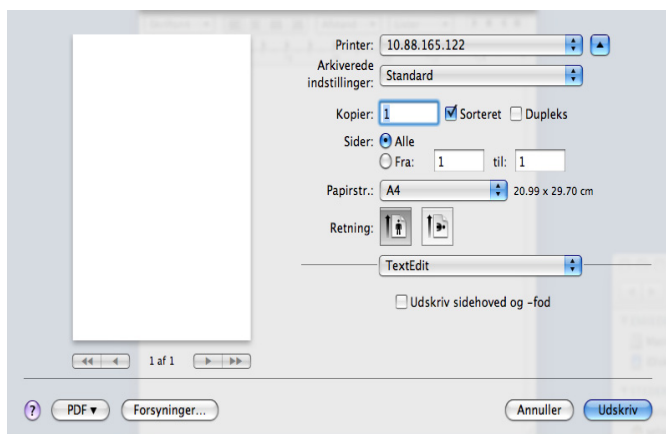 Printer: 10.88.165.122
Arkiverede
indstillinger: Standard
Kopier: 1 Sorteret Dupleks
Sider: Alle
Fra: 1 til: 1
Papirstr.: A4 20.99 x 29.70 cm
Retning:
TextEdit
Udskriv sidehoved og -fod
1 af 1
? PDF Forsyninger... Annuller Udskriv